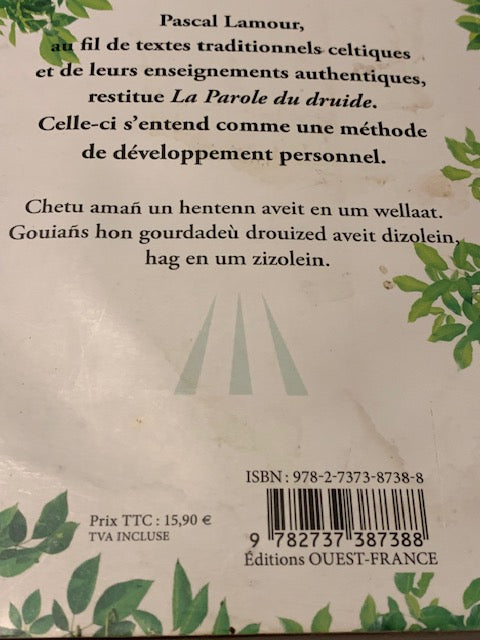 Pascal Lamour,
au fil de textes traditionnels celtiques
et de leurs enseignements authentiques,
restitue La Parole du druide.
Celle-ci s’entend comme une méthode
de développement personnel.
Chetu amañ un hentenn aveit en um wellaat.
Gouiañs hon gourdadeù drouized aveit dizolein,
hag en um zizolein.
ISBN : 978-2-7373-8738-8
Prix TTC : 15,90 €
TVA INCLUSE
9 782737 387388
Éditions OUEST-FRANCE